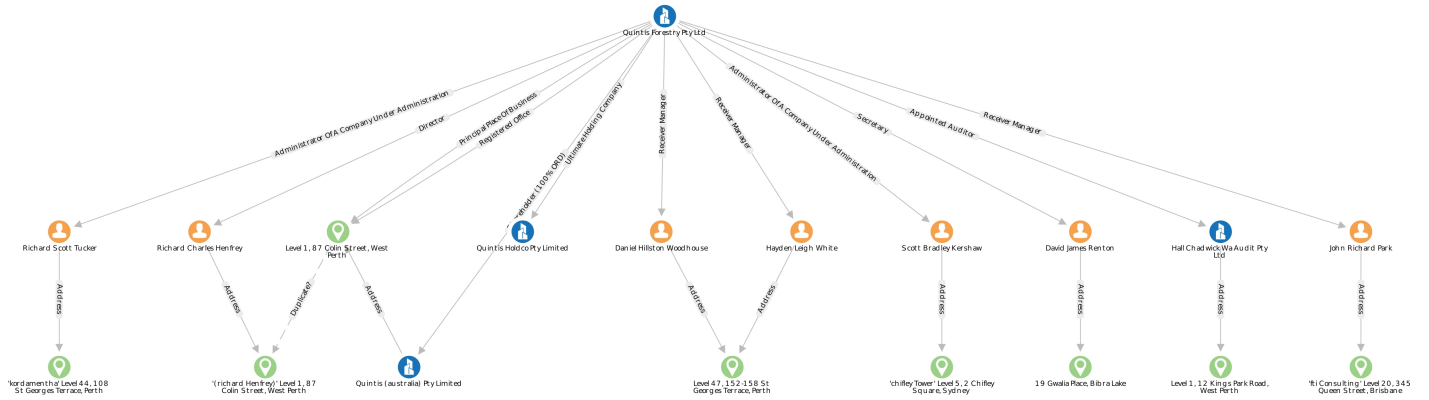 Quintis Forestry Pty Ltd
Administrator Of A Company Under Administration
Director
Principal Place Of Business
Registered Office
(100% ORD)
Ultimate Holding Company
Receiver Manager
Receiver Manager
Administrator Of A Company Under Administration
Secretary
Appointed Auditor
Receiver Manager
Richard Scott Tucker
Richard Charles Henfrey
Level 1, 87 Colin Street, West
Perth
Quintis Holdco Pty Limited
Daniel Hillston Woodhouse
Hayden Leigh White
Scott Bradley Kershaw
David James Renton
Hall Chadwick Wa Audit Pty
Ltd
John Richard Park
Address
Address
Duplicate?
Address
Address
Address
Address
Address
Address
Address
'kordamentha' Level 44, 108
St Georges Terrace, Perth
'(richard Henfrey)' Level 1, 87
Colin Street, West Perth
Quintis (australia) Pty Limited
Level 47, 152-158 St
Georges Terrace, Perth
'chifley Tower' Level 5, 2 Chifley
Square, Sydney
19 Gwalia Place, Bibra Lake
Level 1, 12 Kings Park Road,
West Perth
'fti Consulting' Level 20, 345
Queen Street, Brisbane